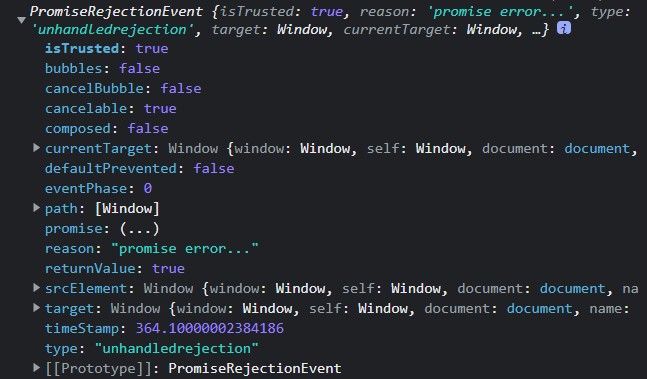 PromiseRejectionEvent {isTrusted: true, reason: 'promise error...', type:
'unhandledrejection', target: Window, currentTarget: Window, …} i
isTrusted: true
bubbles: false
cancelBubble: false
cancelable: true
composed: false
currentTarget: Window {window: Window, self: Window, document: document,
defaultPrevented: false
eventPhase: 0
path: [Window]
promise: (...)
reason: "promise error..."
returnValue: true
srcElement: Window {window: Window, self: Window, document: document, na
target: Window {window: Window, self: Window, document: document, name:
timeStamp: 364.10000002384186
type: "unhandledrejection"
[[Prototype]]: PromiseRejectionEvent